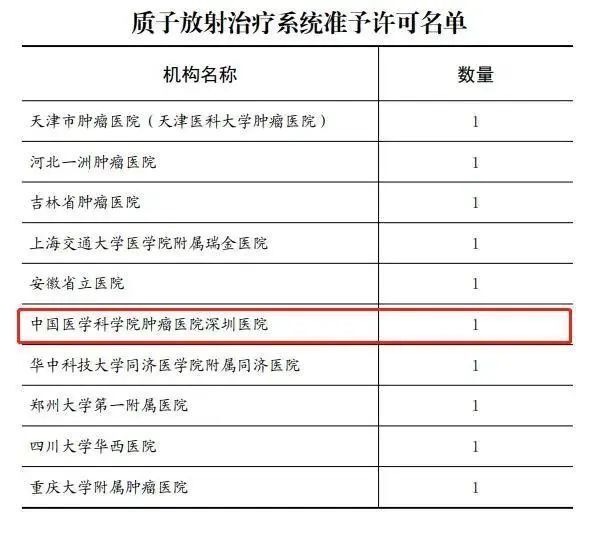 质子放射治疗系统准予许可名单
机构名称 数量
天津市肿瘤医院（天津医科大学肿瘤医院） 1
河北一洲肿瘤医院 1
吉林省肿瘤医院 1
上海交通大学医学院附属瑞金医院 1
安徽省立医院 1
中国医学科学院肿瘤医院深圳医院 1
华中科技大学同济医学院附属同济医院 1
郑州大学第一附属医院 1
四川大学华西医院 1
重庆大学附属肿瘤医院 1